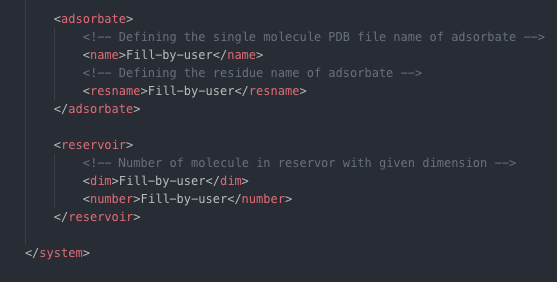 <adsorbate>
<!-- Defining the single molecule PDB file name of adsorbate -->
<name>Fill-by-user</name>
<!-- Defining the residue name of adsorbate -->
<resname>Fill-by-user</resname>
</adsorbate>
<reservoir>
<!-- Number of molecule in reservor with given dimension -->
<dim>Fill-by-user</dim>
<number>Fill-by-user</number>
</reservoir>
</system>